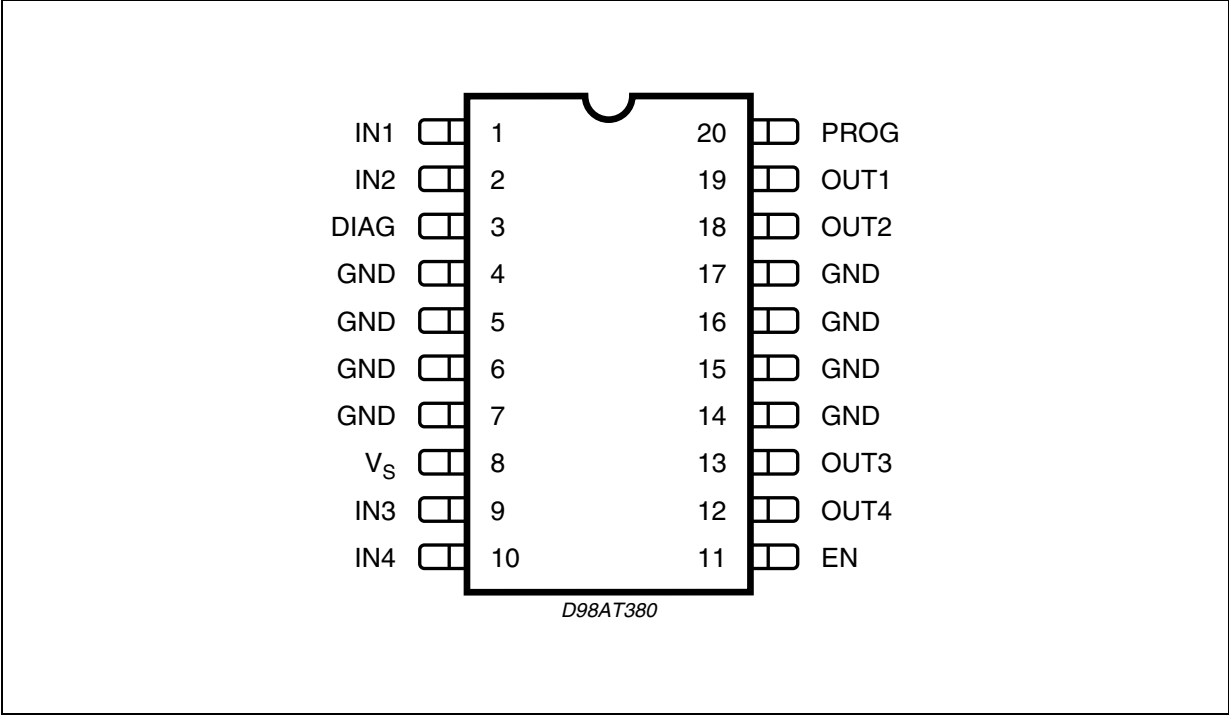 IN1 1 20 PROG
IN2 2 19 OUT1
DIAG 3 18 OUT2
GND 4 17 GND
GND 5 16 GND
GND 6 15 GND
GND 7 14 GND
VS 8 13 OUT3
IN3 9 12 OUT4
IN4 10 11 EN
D98AT380